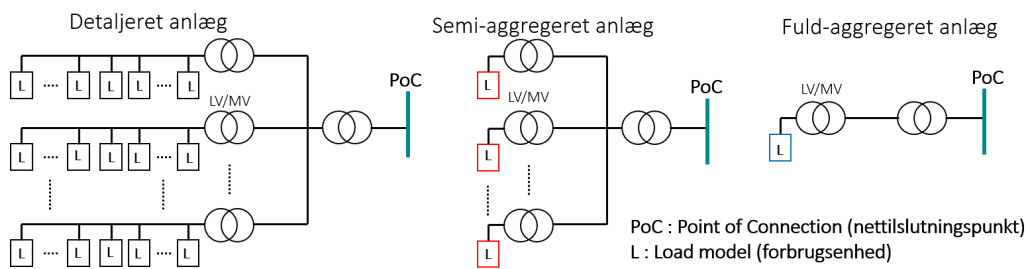 Detaljeret anlæg
Semi-aggregeret anlæg
Fuld-aggregeret anlæg
L .... L L L .... L
LV/MV
L .... L L L .... L
L .... L L L .... L
PoC
L
LV/MV
L
L
PoC
LV/MV
L
PoC
PoC : Point of Connection (nettilslutningspunkt)
L : Load model (forbrugsenhed)